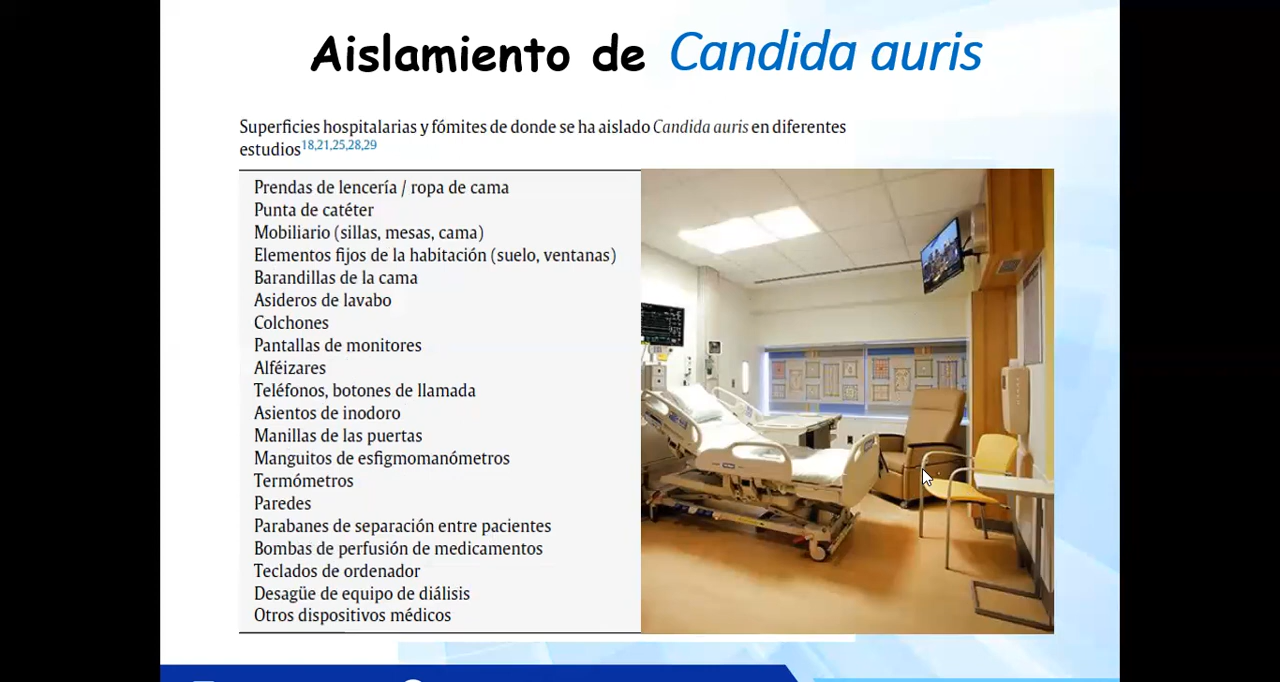 Aislamiento de Candida auris
Superficies hospitalarias y fómites de donde se ha aislado Candida auris en diferentes
estudios18,21,25,28,29
Prendas de lencería / ropa de cama
Punta de catéter
Mobiliario (sillas, mesas, cama)
Elementos fijos de la habitación (suelo, ventanas)
Barandillas de la cama
Asideros de lavabo
Colchones
Pantallas de monitores
Alféizares
Teléfonos, botones de llamada
Asientos de inodoro
Manillas de las puertas
Manguitos de esfigmomanómetros
Termómetros
Paredes
Parabanes de separación entre pacientes
Bombas de perfusión de medicamentos
Teclados de ordenador
Desagüe de equipo de diálisis
Otros dispositivos médicos